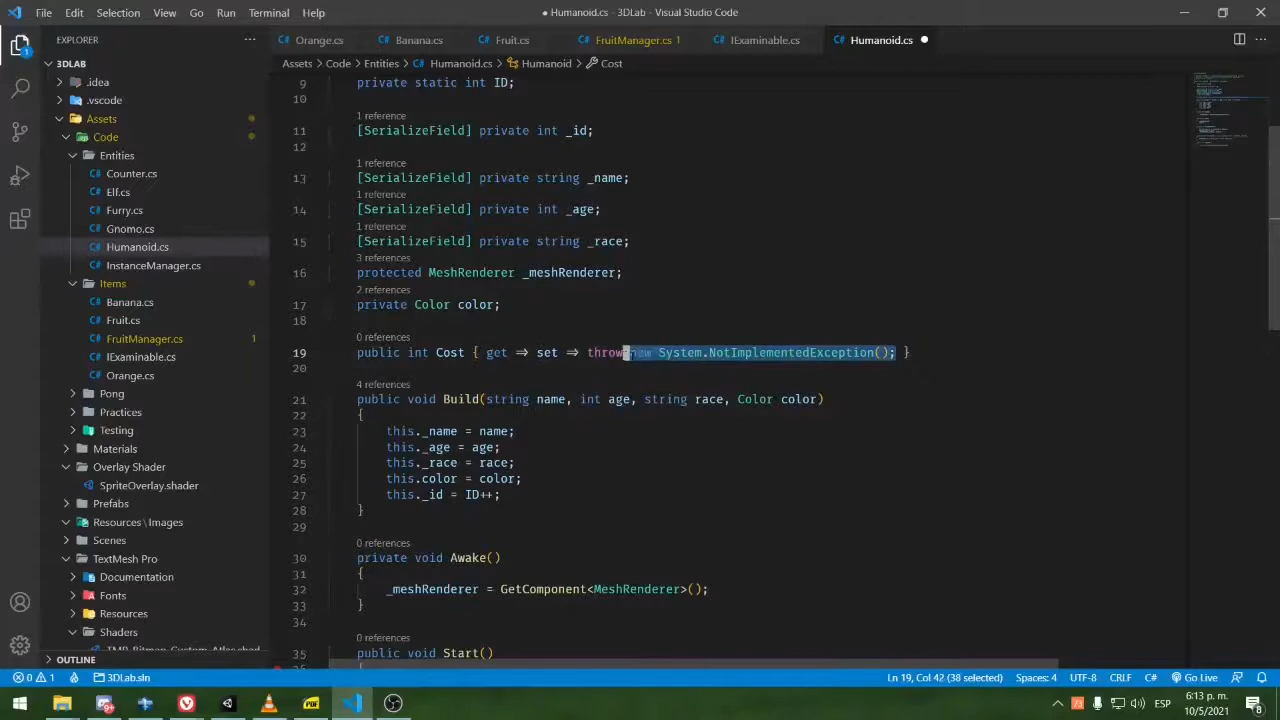 File Edit Selection View Go Run Terminal Help
● Humanoid.cs - 3DLab - Visual Studio Code
EXPLORER
Orange.cs
Banana.cs
Fruit.cs
FruitManager.cs 1
IExaminable.cs
Humanoid.cs
Assets > Code > Entities > Humanoid.cs > Humanoid > Cost
1
3DLAB
.idea
.vscode
Assets
Code
Entities
Counter.cs
Elf.cs
Furry.cs
Gnomo.cs
Humanoid.cs
InstanceManager.cs
Items
Banana.cs
Fruit.cs
FruitManager.cs 1
IExaminable.cs
Orange.cs
Pong
Practices
Testing
Materials
Overlay Shader
SpriteOverlay.shader
Prefabs
Resources \ Images
Scenes
TextMesh Pro
Documentation
Fonts
Resources
Shaders
TMP_Bitmap-Custom-Atlas.shad...
OUTLINE
9 private static int ID;
10
1 reference
11 [SerializeField] private int _id;
12
1 reference
13 [SerializeField] private string _name;
1 reference
14 [SerializeField] private int _age;
1 reference
15 [SerializeField] private string _race;
3 references
16 protected MeshRenderer _meshRenderer;
2 references
17 private Color color;
18
0 references
19 public int Cost { get ⇒ set ⇒ throw new System.NotImplementedException(); }
20
4 references
21 public void Build(string name, int age, string race, Color color)
22 {
23 this._name = name;
24 this._age = age;
25 this._race = race;
26 this.color = color;
27 this._id = ID++;
28 }
29
0 references
30 private void Awake()
31 {
32 _meshRenderer = GetComponent<MeshRenderer>();
33 }
34
0 references
35 public void Start()
0 1 3DLab.sln
Ln 19, Col 42 (38 selected) Spaces: 4 UTF-8 CRLF C# Go Live
73 ESP 6:13 p. m.
10/5/2021
8